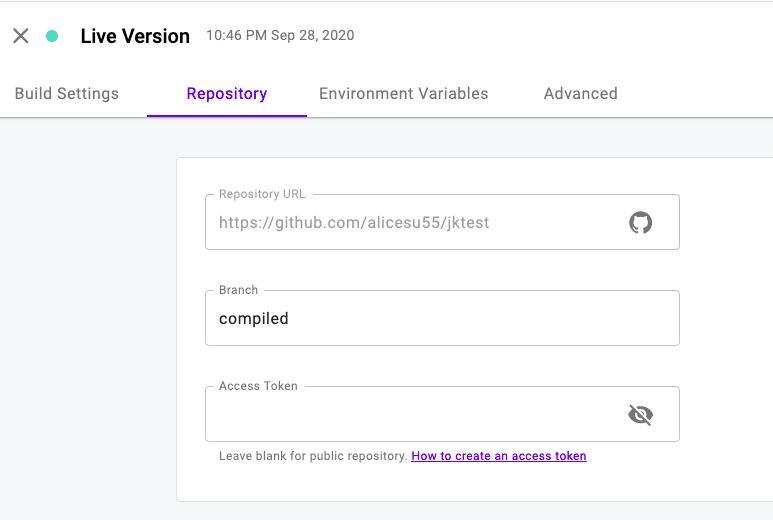 Live Version 10:46 PM Sep 28, 2020
Build Settings Repository Environment Variables Advanced
Repository URL
https://github.com/alicesu55/jktest
Branch
compiled
Access Token
Leave blank for public repository. How to create an access token